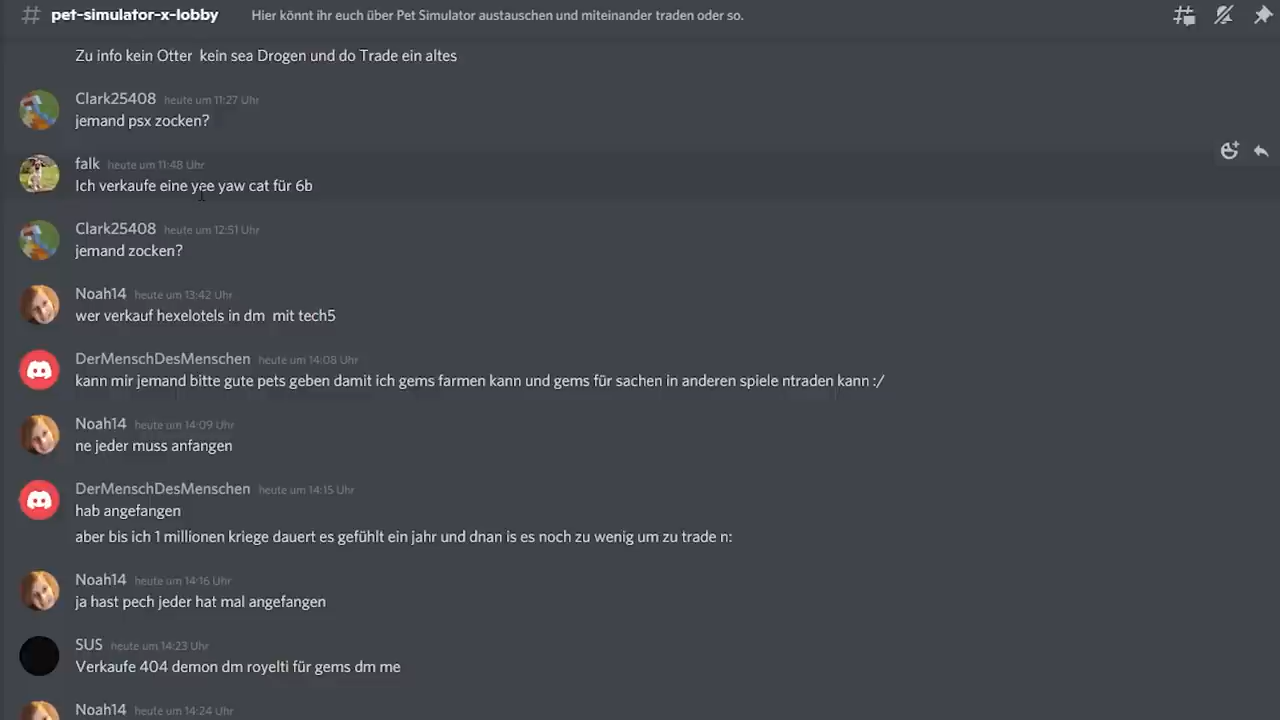 pet-simulator-x-lobby Hier könnt ihr euch über Pet Simulator austauschen und miteinander traden oder so.
Zu info kein Otter kein sea Drogen und do Trade ein altes
Clark25408 heute um 11:27 Uhr
jemand psx zocken?
falk heute um 11:48 Uhr
Ich verkaufe eine yee yaw cat für 6b
Clark25408 heute um 12:51 Uhr
jemand zocken?
Noah14 heute um 13:42 Uhr
wer verkauf hexelotels in dm mit tech5
DerMenschDesMenschen heute um 14:08 Uhr
kann mir jemand bitte gute pets geben damit ich gems farmen kann und gems für sachen in anderen spiele ntraden kann :/
Noah14 heute um 14:09 Uhr
ne jeder muss anfangen
DerMenschDesMenschen heute um 14:15 Uhr
hab angefangen
aber bis ich 1 millionen kriege dauert es gefühlt ein jahr und dnan is es noch zu wenig um zu trade n:
Noah14 heute um 14:16 Uhr
ja hast pech jeder hat mal angefangen
SUS heute um 14:23 Uhr
Verkaufe 404 demon dm royelti für gems dm me
Noah14 heute um 14:24 Uhr